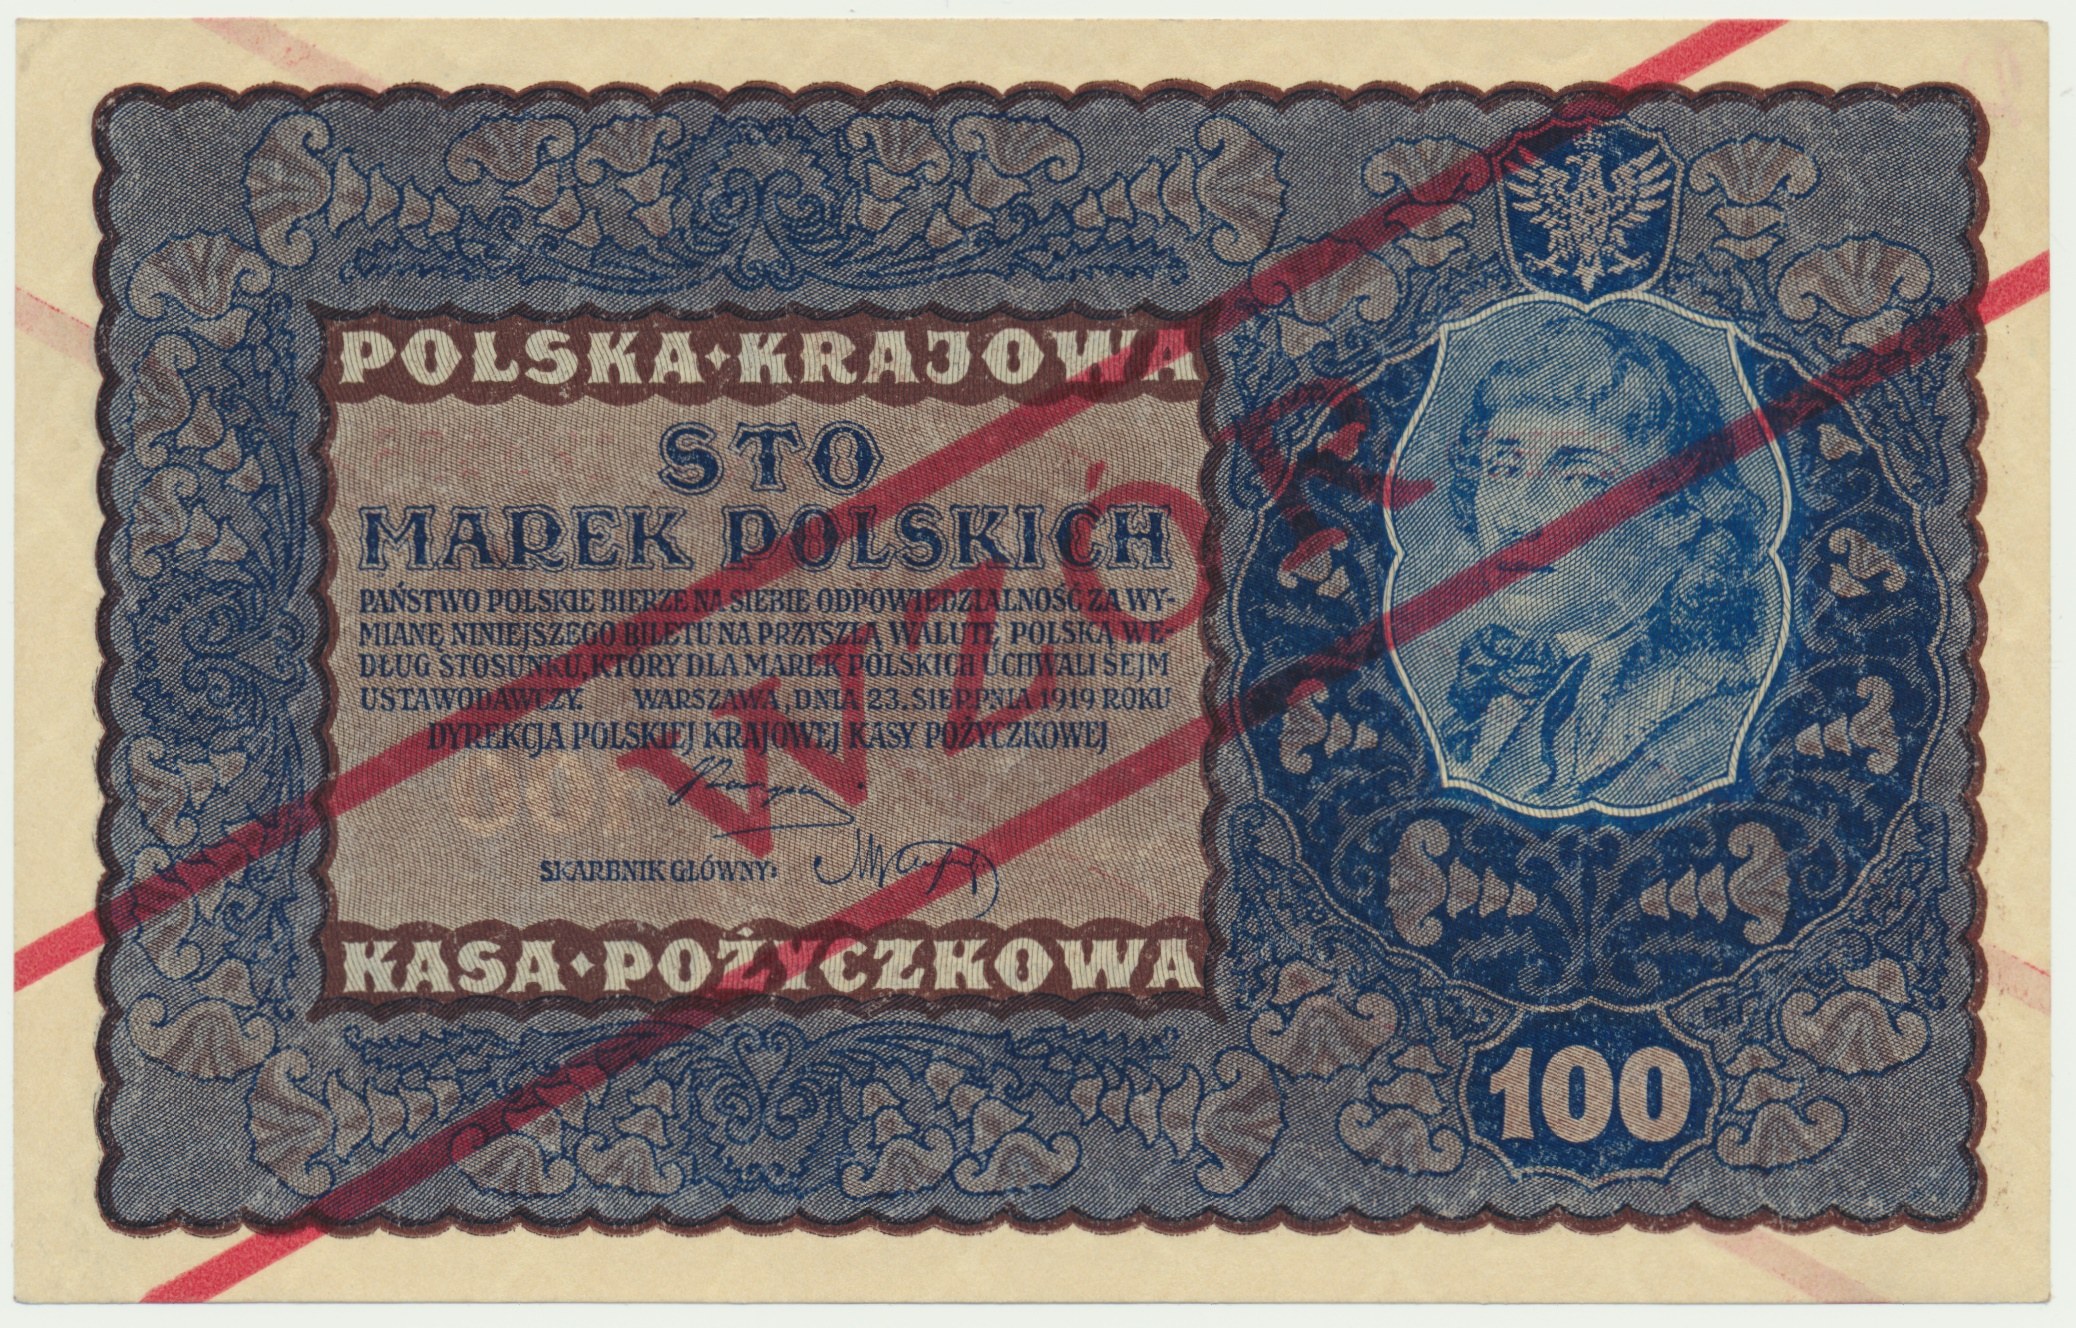 POLSKA ✦ KRAJOWA
STO
MAREK POLSKICH
PAŃSTWO POLSKIE BIERZE NA SIEBIE ODPOWIEDZIALNOŚĆ ZA WY-
MIANĘ NINIEJSZEGO BILETU NA PRZYSZŁĄ WALUTĘ POLSKĄ WE-
DŁUG STOSUNKU, KTÓRY DLA MAREK POLSKICH UCHWALI SEJM
USTAWODAWCZY. WARSZAWA, DNIA 23. SIERPNIA 1919 ROKU
DYREKCJA POLSKIEJ KRAJOWEJ KASY POŻYCZKOWEJ
SKARBNIK GŁÓWNY:
KASA ✦ POŻYCZKOWA
100
WZÓR